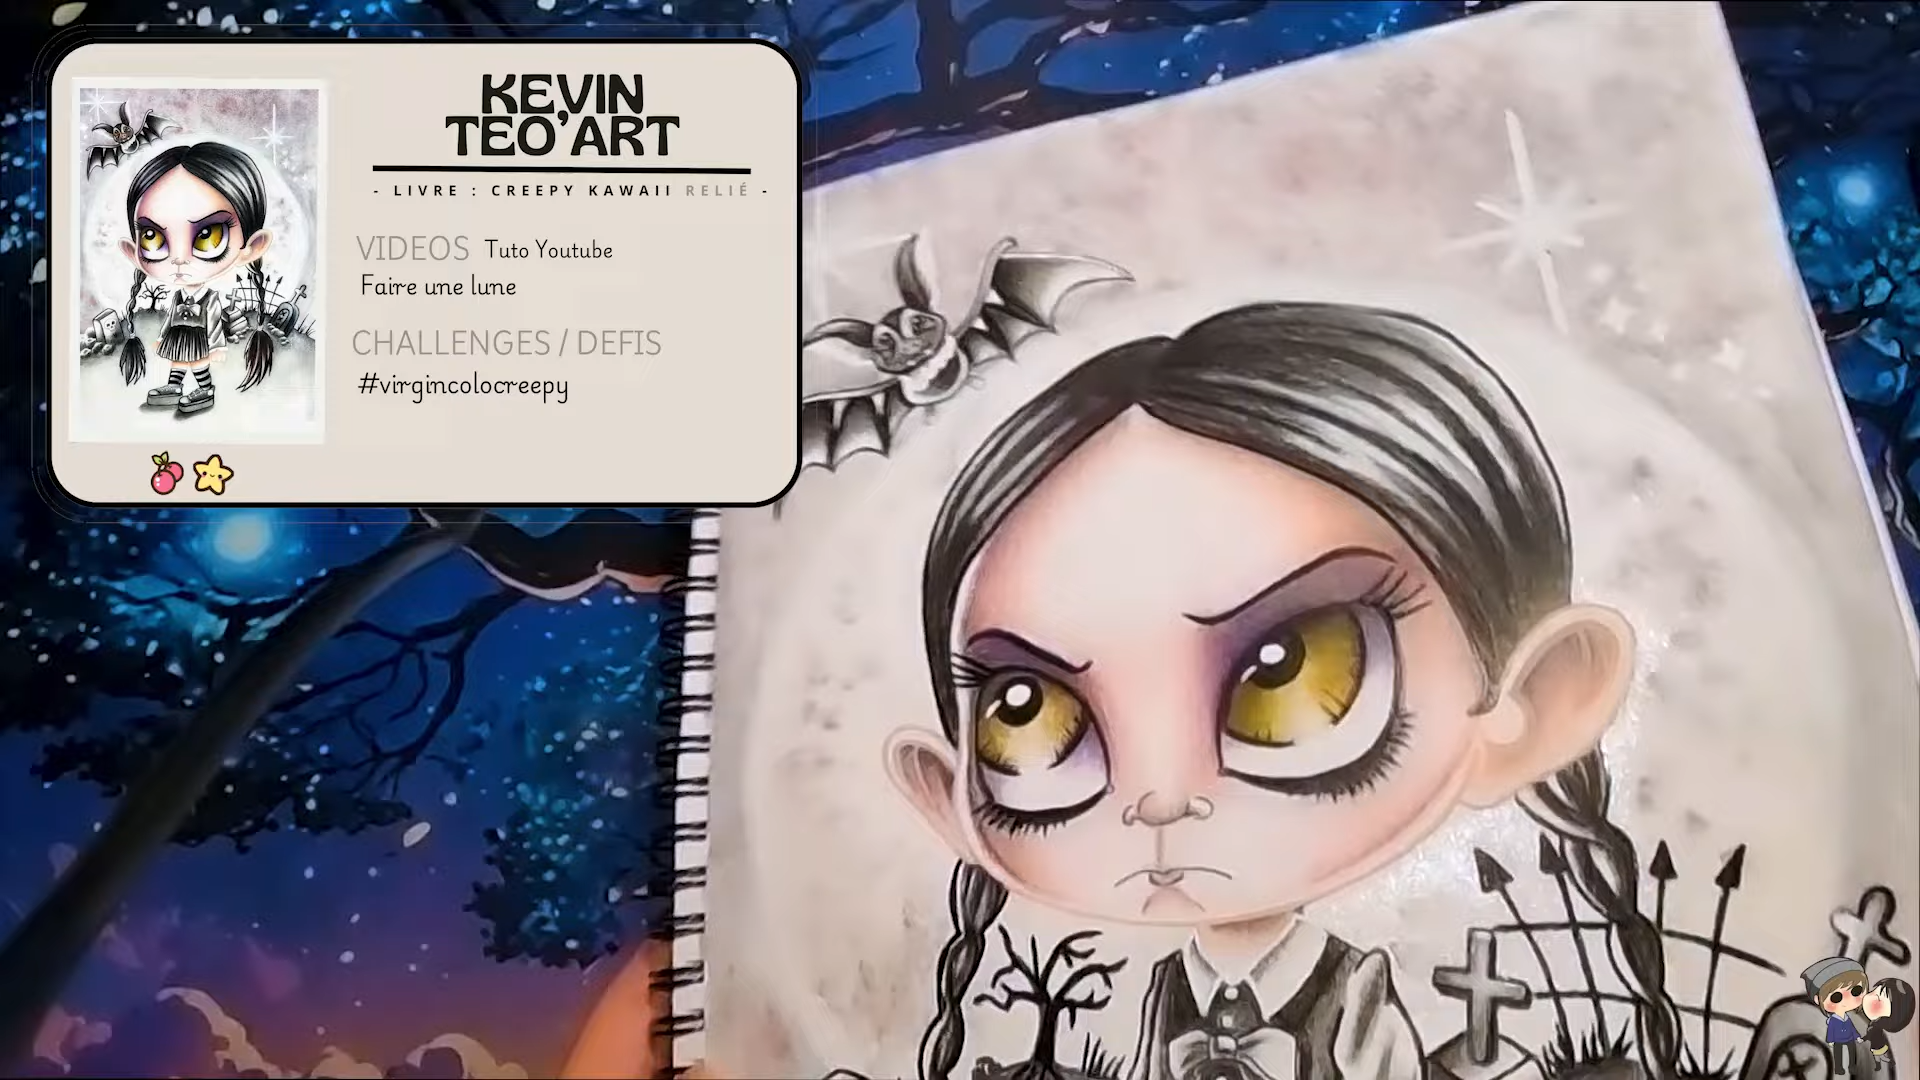 KEVIN
TEO'ART
- LIVRE : CREEPY KAWAII RELIÉ -
VIDEOS Tuto Youtube
Faire une lune
CHALLENGES / DEFIS
#virgincolocreepy